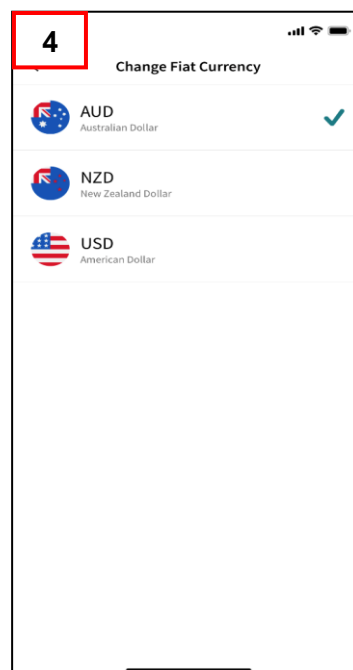 4
Change Fiat Currency
AUD
Australian Dollar
NZD
New Zealand Dollar
USD
American Dollar